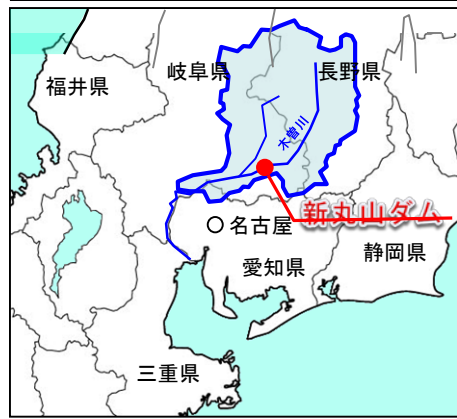 福井県
岐阜県
長野県
木曽川
新丸山ダム
名古屋
愛知県
静岡県
三重県